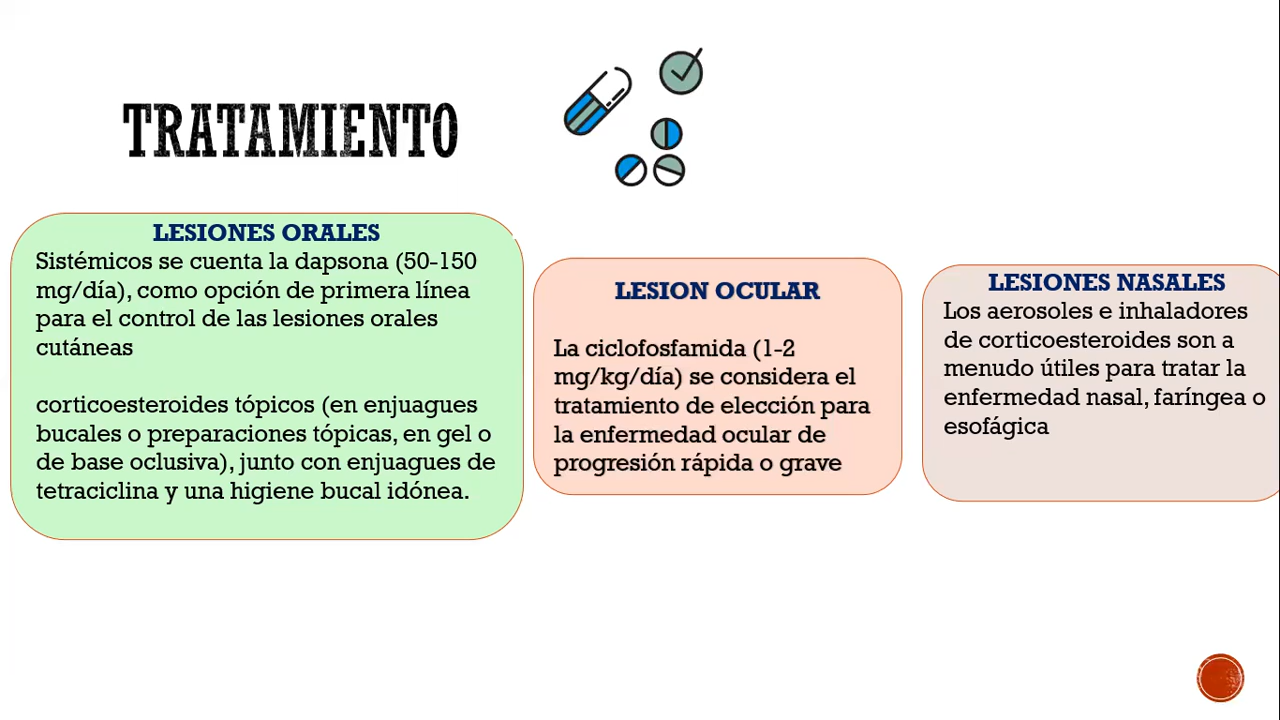 TRATAMIENTO
LESIONES ORALES
Sistémicos se cuenta la dapsona (50-150
mg/día), como opción de primera línea
para el control de las lesiones orales
cutáneas
corticoesteroides tópicos (en enjuagues
bucales o preparaciones tópicas, en gel o
de base oclusiva), junto con enjuagues de
tetraciclina y una higiene bucal idónea.
LESION OCULAR
La ciclofosfamida (1-2
mg/kg/día) se considera el
tratamiento de elección para
la enfermedad ocular de
progresión rápida o grave
LESIONES NASALES
Los aerosoles e inhaladores
de corticoesteroides son a
menudo útiles para tratar la
enfermedad nasal, faríngea o
esofágica